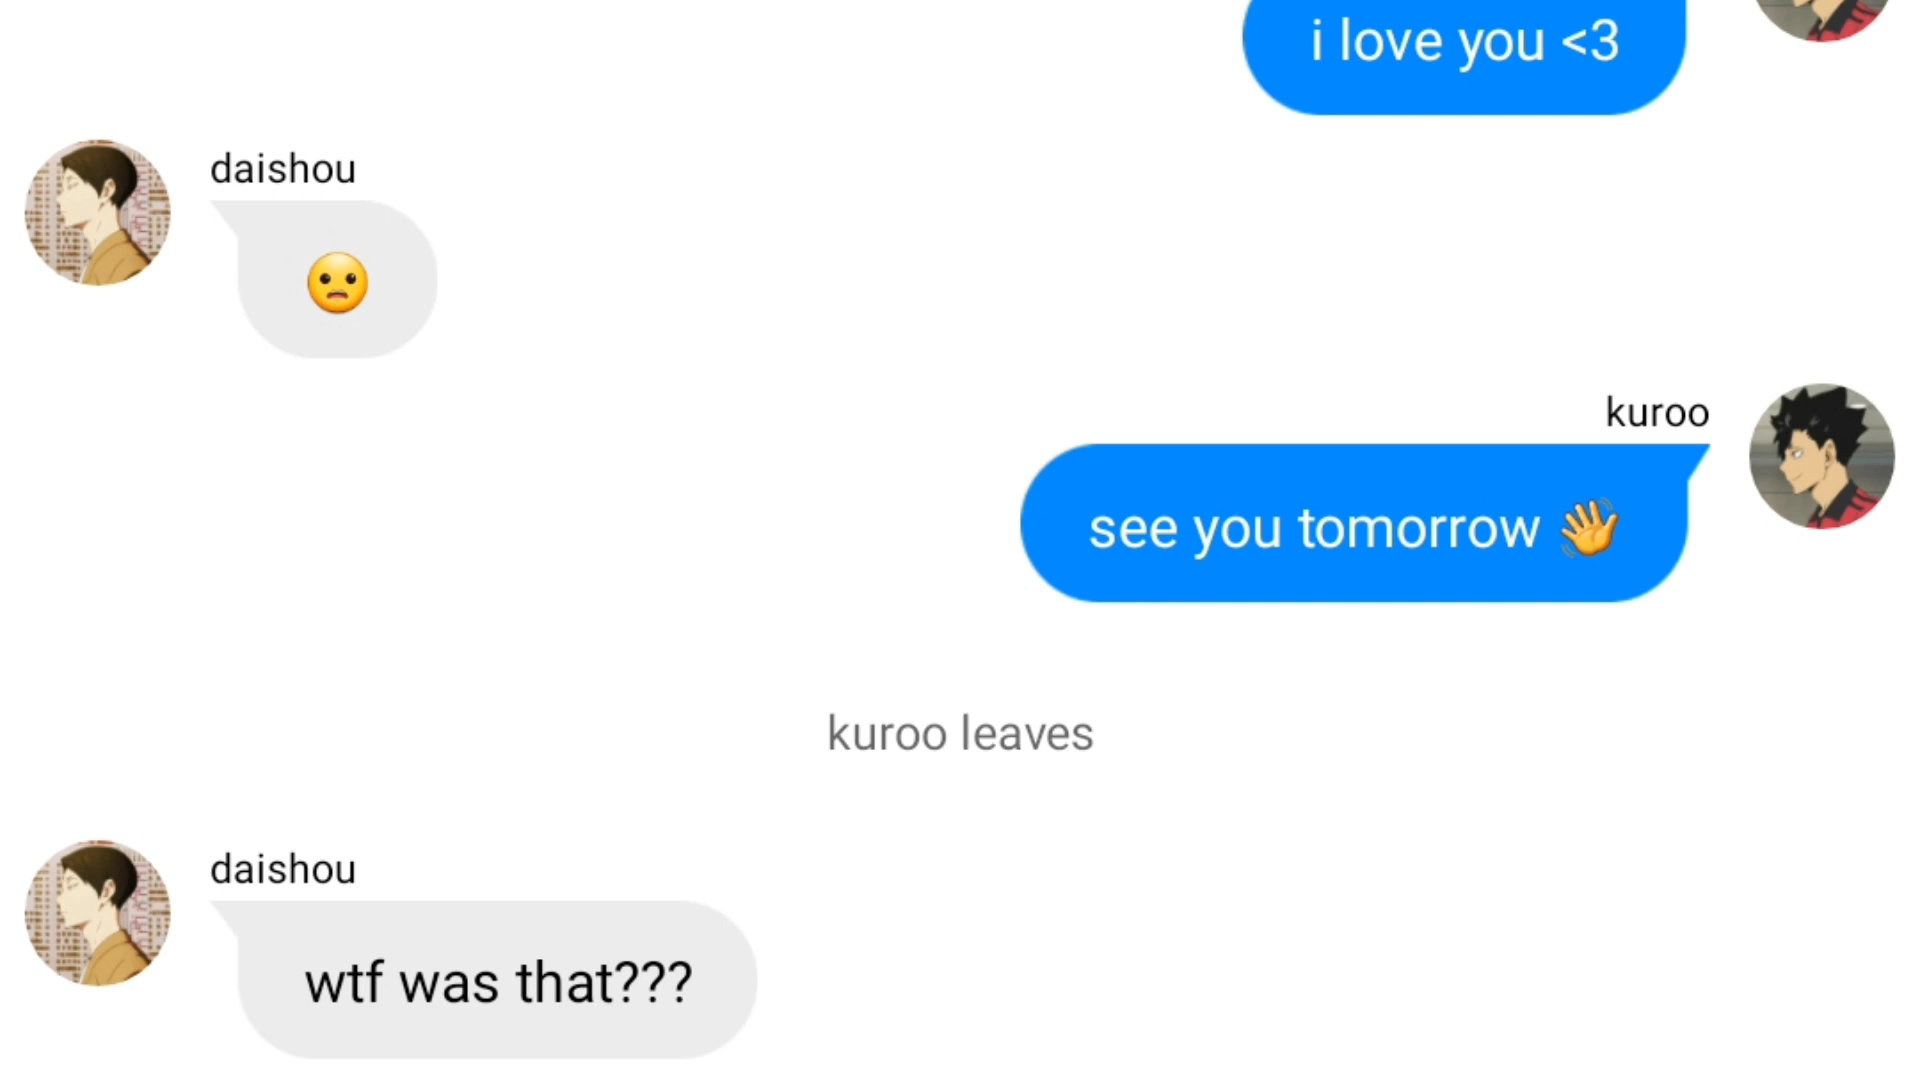 i love you <3
daishou
😦
kuroo
see you tomorrow 👋
kuroo leaves
daishou
wtf was that???